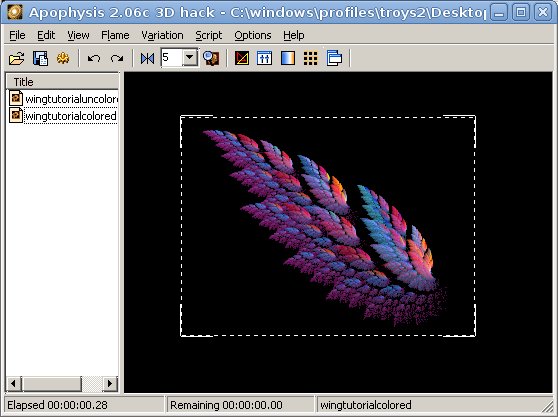 Apophysis 2.06c 3D hack - C:\windows\profiles\troys2\Desktop
File Edit View Flame Variation Script Options Help
5
Title
wingtutorialuncolore
wingtutorialcolored
Elapsed 00:00:00.28 Remaining 00:00:00.00 wingtutorialcolored